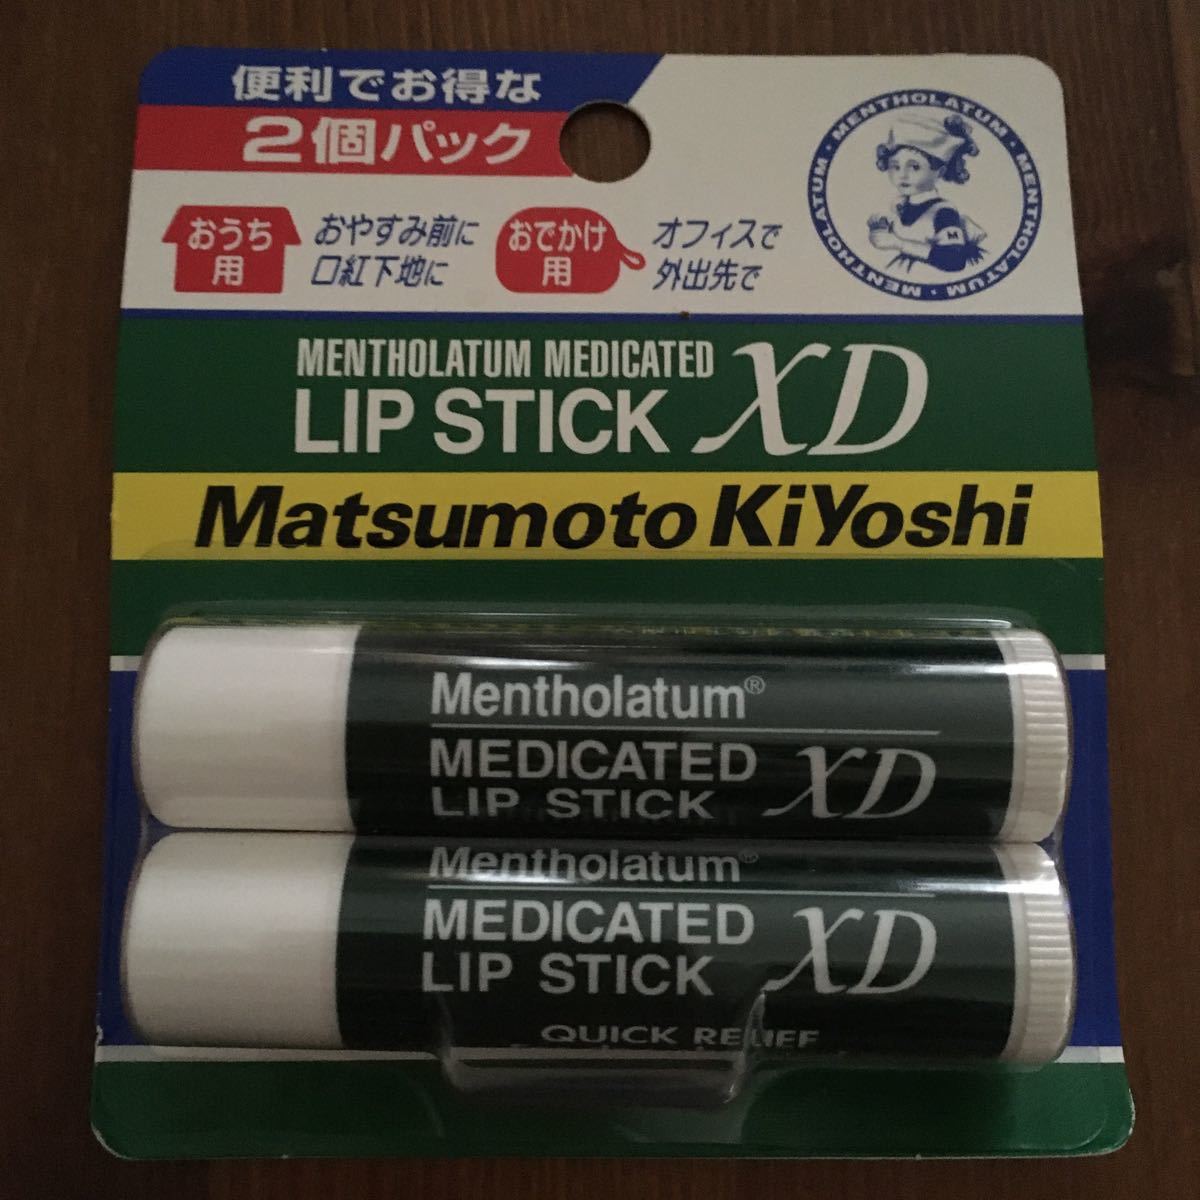 便利でお得な
2個パック
おうち
用
おやすみ前に
口紅下地に
おでかけ
用
オフィスで
外出先で
MENTHOLATUM・MENTHOLATUM・MENTHOLATUM・MENTHOLATUM・
M
MENTHOLATUM MEDICATED
LIP STICK XD
Matsumoto KiYoshi
Mentholatum®
MEDICATED
LIP STICK XD
Mentholatum®
MEDICATED
LIP STICK XD
QUICK RELIEF